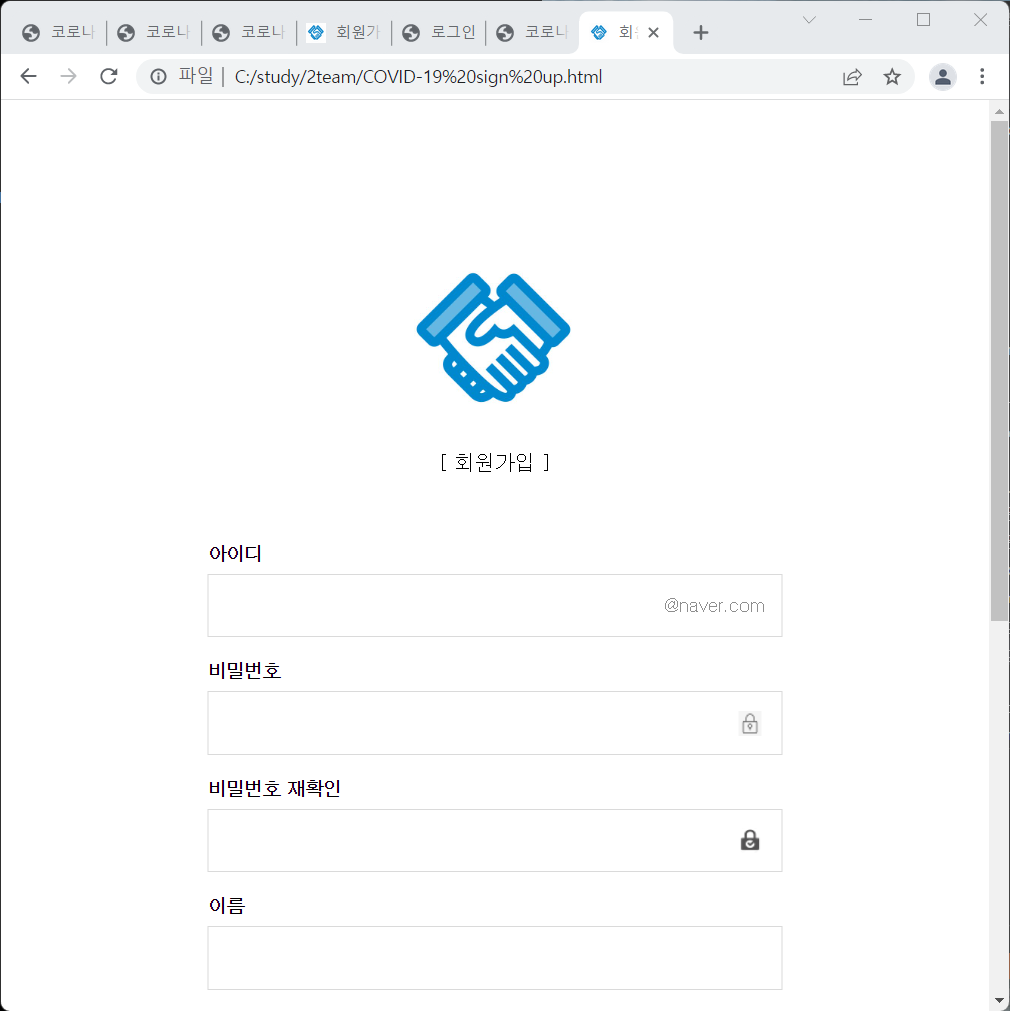 코로나 코로나 코로나 회원가 로그인 코로나 회원
파일 | C:/study/2team/COVID-19%20sign%20up.html
[ 회원가입 ]
아이디
@naver.com
비밀번호
비밀번호 재확인
이름